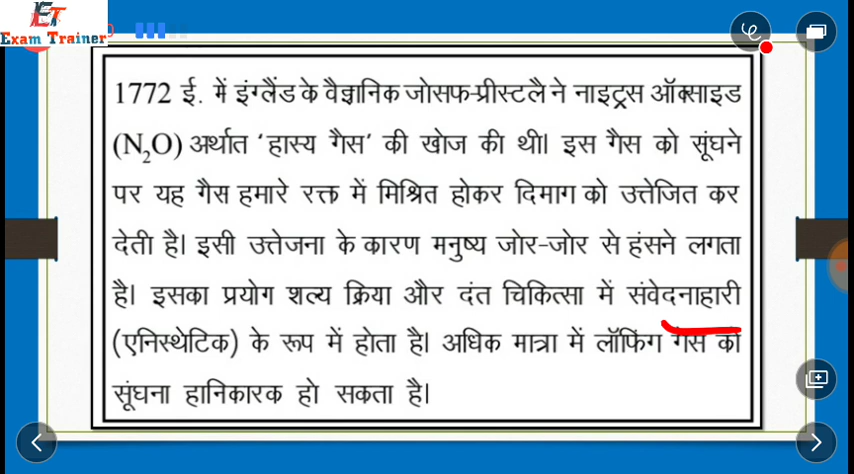 ET
Exam Trainer
1772 ई. में इंग्लैंड के वैज्ञानिक जोसफ-प्रीस्टलै ने नाइट्रस ऑक्साइड
(N₂O) अर्थात 'हास्य गैस' की खोज की थी। इस गैस को सूंघने
पर यह गैस हमारे रक्त में मिश्रित होकर दिमाग को उत्तेजित कर
देती है। इसी उत्तेजना के कारण मनुष्य जोर-जोर से हंसने लगता
है। इसका प्रयोग शल्य क्रिया और दंत चिकित्सा में संवेदनाहारी
(एनिस्थेटिक) के रूप में होता है। अधिक मात्रा में लॉफिंग गैस को
सूंघना हानिकारक हो सकता है।